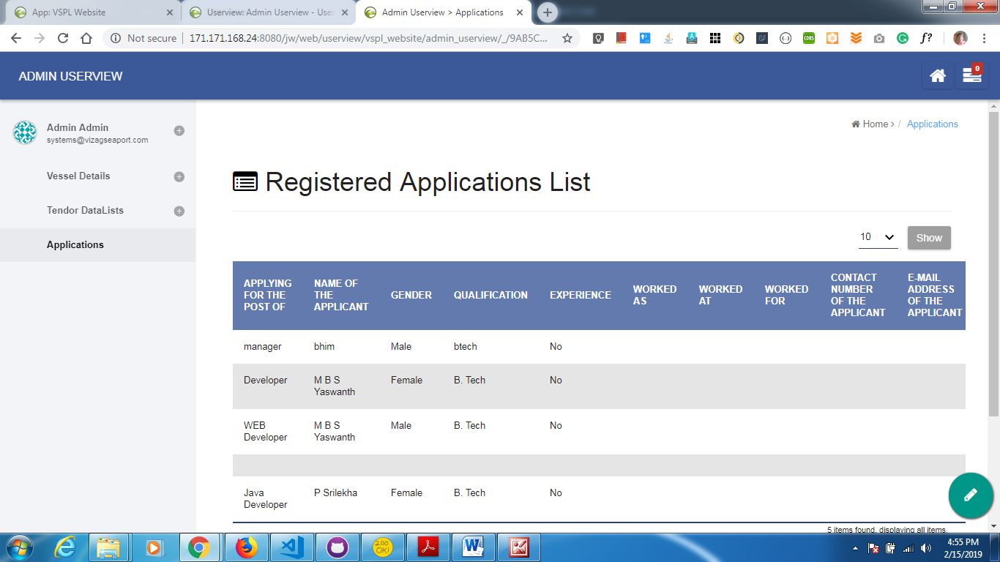 App: VSPL Website
Userview: Admin Userview - User
Admin Userview > Applications
Not secure | 171.171.168.24:8080/jw/web/userview/vspl_website/admin_userview/_/9AB5C...
CORS
f?
ADMIN USERVIEW
0
Admin Admin
systems@vizagseaport.com
Vessel Details
Tendor DataLists
Applications
Home > / Applications
Registered Applications List
10
Show
APPLYING FOR THE POST OF
NAME OF THE APPLICANT
GENDER
QUALIFICATION
EXPERIENCE
WORKED AS
WORKED AT
WORKED FOR
CONTACT NUMBER OF THE APPLICANT
E-MAIL ADDRESS OF THE APPLICANT
manager bhim Male btech No
Developer M B S Yaswanth Female B. Tech No
WEB Developer M B S Yaswanth Male B. Tech No
Java Developer P Srilekha Female B. Tech No
5 items found, displaying all items.
200 OK!
4:55 PM
2/15/2019